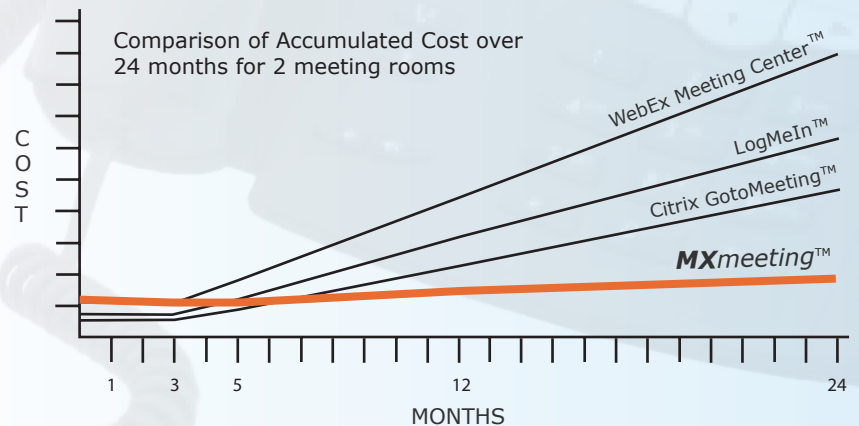 Comparison of Accumulated Cost over
24 months for 2 meeting rooms
COST
WebEx Meeting Center™
LogMeIn™
Citrix GotoMeeting™
MXmeeting™
1 3 5 12 24
MONTHS